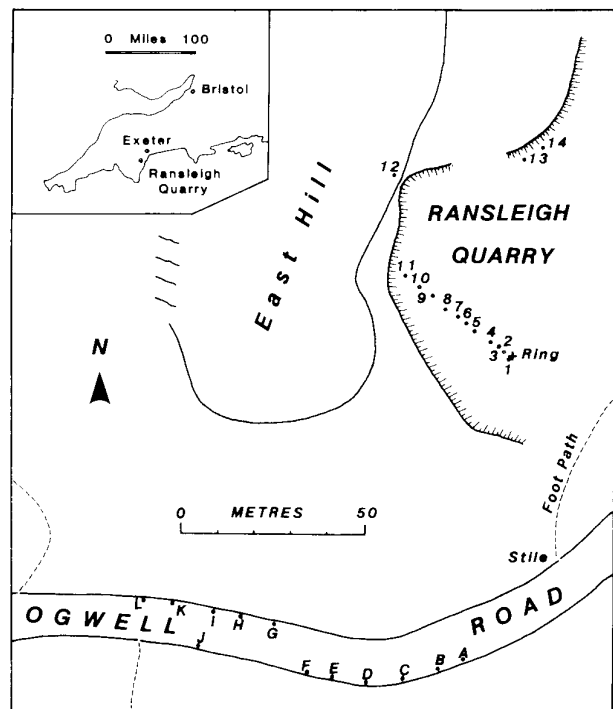 0 Miles 100
Bristol
Exeter
Ransleigh
Quarry
East Hill
12
14
13
RANSLEIGH
QUARRY
11
10
9
8
7
6
5
4
2
3
Ring
1
N
0 METRES 50
Foot Path
Stile
OGWELL ROAD
L
K
I
H
G
J
F
E
D
C
B
A